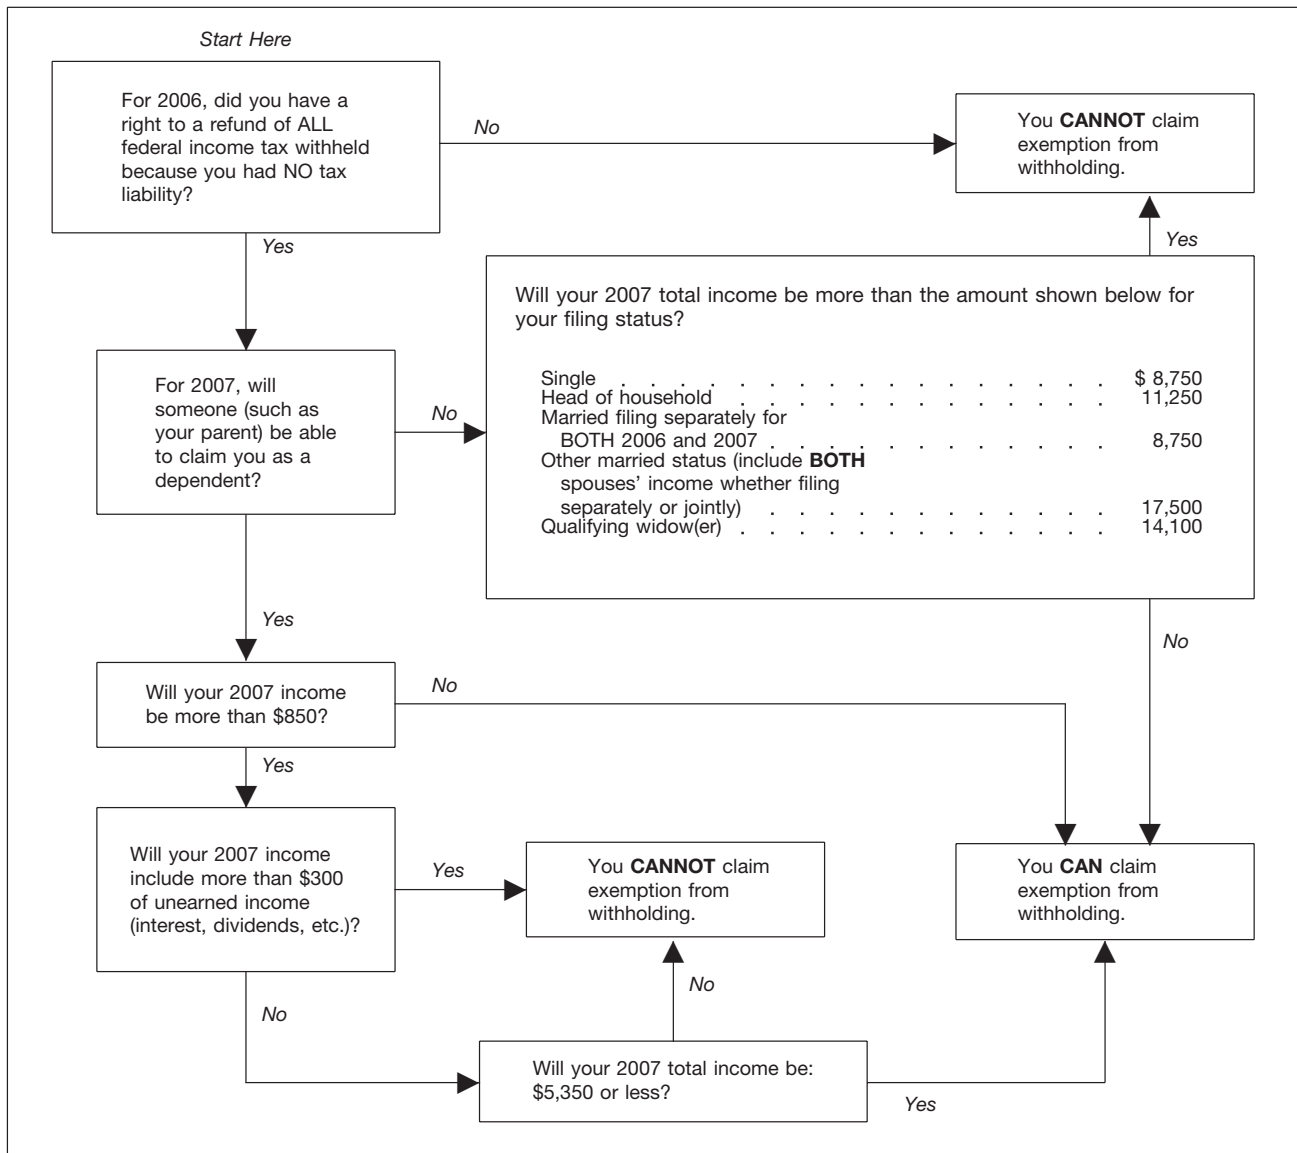 Start Here
For 2006, did you have a
right to a refund of ALL
federal income tax withheld
because you had NO tax
liability?
No
You CANNOT claim
exemption from
withholding.
Yes
Yes
Will your 2007 total income be more than the amount shown below for
your filing status?
Single . . . . . . . . . . . . . . . . . $ 8,750
Head of household . . . . . . . . . . . . . 11,250
Married filing separately for
BOTH 2006 and 2007 . . . . . . . . . . . . 8,750
Other married status (include BOTH
spouses' income whether filing
separately or jointly) . . . . . . . . . . . . 17,500
Qualifying widow(er) . . . . . . . . . . . . . 14,100
For 2007, will
someone (such as
your parent) be able
to claim you as a
dependent?
No
Yes
No
Will your 2007 income
be more than $850?
No
Yes
Will your 2007 income
include more than $300
of unearned income
(interest, dividends, etc.)?
Yes
You CANNOT claim
exemption from
withholding.
You CAN claim
exemption from
withholding.
No
No
Will your 2007 total income be:
$5,350 or less?
Yes